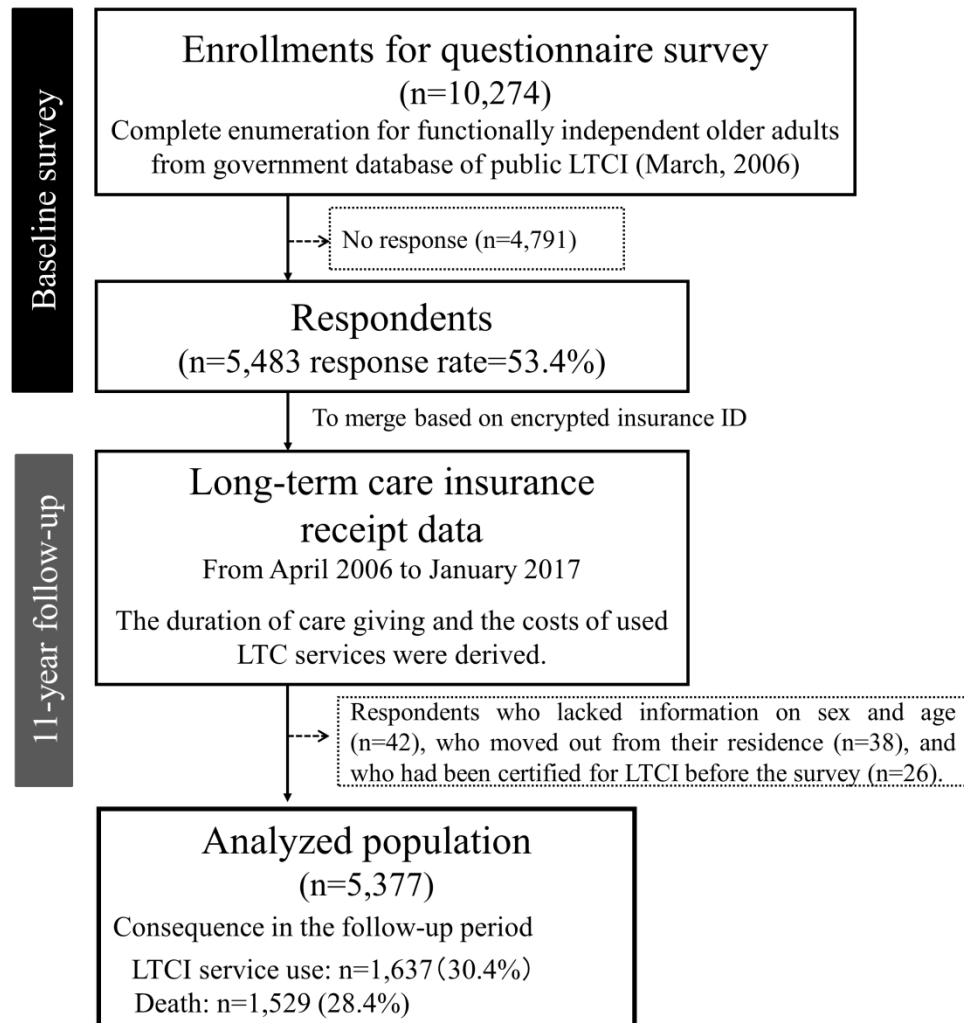 Baseline survey
Enrollments for questionnaire survey
(n=10,274)
Complete enumeration for functionally independent older adults
from government database of public LTCI (March, 2006)
No response (n=4,791)
Respondents
(n=5,483 response rate=53.4%)
To merge based on encrypted insurance ID
11-year follow-up
Long-term care insurance
receipt data
From April 2006 to January 2017
The duration of care giving and the costs of used
LTC services were derived.
Respondents who lacked information on sex and age
(n=42), who moved out from their residence (n=38), and
who had been certified for LTCI before the survey (n=26).
Analyzed population
(n=5,377)
Consequence in the follow-up period
LTCI service use: n=1,637(30.4%)
Death: n=1,529 (28.4%)